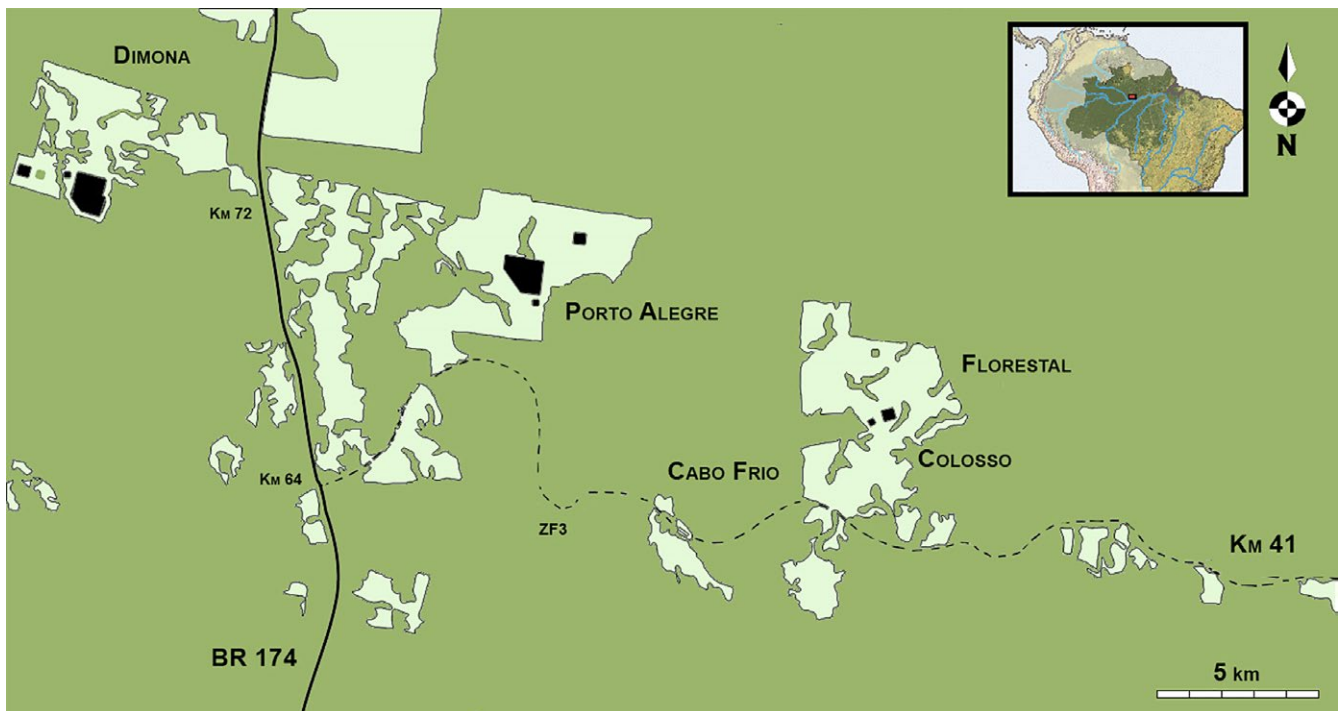 DIMONA
N
KM 72
PORTO ALEGRE
FLORESTAL
COLOSSO
CABO FRIO
KM 64
ZF3
KM 41
BR 174
5 KM